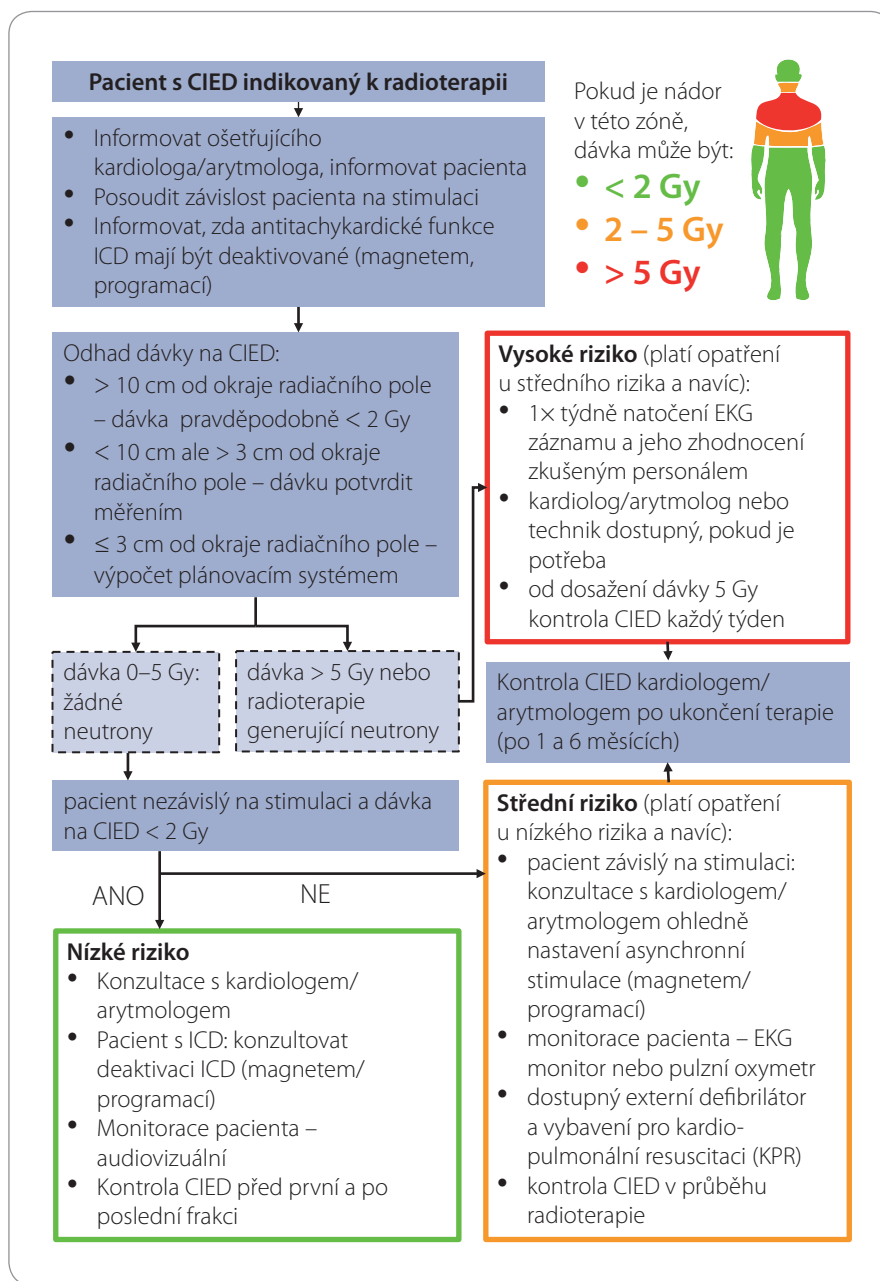 Pacient s CIED indikovaný k radioterapii
• Informovat ošetřujícího
kardiologa/arytmologa, informovat pacienta
• Posoudit závislost pacienta na stimulaci
• Informovat, zda antitachykardické funkce
ICD mají být deaktivované (magnetem,
programací)
Pokud je nádor
v této zóně,
dávka může být:
• < 2 Gy
• 2 – 5 Gy
• > 5 Gy
Odhad dávky na CIED:
• > 10 cm od okraje radiačního pole
– dávka pravděpodobně < 2 Gy
• < 10 cm ale > 3 cm od okraje
radiačního pole – dávku potvrdit
měřením
• ≤ 3 cm od okraje radiačního pole –
výpočet plánovacím systémem
Vysoké riziko (platí opatření
u středního rizika a navíc):
• 1× týdně natočení EKG
záznamu a jeho zhodnocení
zkušeným personálem
• kardiolog/arytmolog nebo
technik dostupný, pokud je
potřeba
• od dosažení dávky 5 Gy
kontrola CIED každý týden
dávka 0–5 Gy:
žádné
neutrony
dávka > 5 Gy nebo
radioterapie
generující neutrony
Kontrola CIED kardiologem/
arytmologem po ukončení terapie
(po 1 a 6 měsících)
pacient nezávislý na stimulaci a dávka
na CIED < 2 Gy
ANO
NE
Střední riziko (platí opatření
u nízkého rizika a navíc):
• pacient závislý na stimulaci:
konzultace s kardiologem/
arytmologem ohledně
nastavení asynchronní
stimulace (magnetem/
programací)
• monitorace pacienta – EKG
monitor nebo pulzní oxymetr
• dostupný externí defibrilátor
a vybavení pro kardio-
pulmonální resuscitaci (KPR)
• kontrola CIED v průběhu
radioterapie
Nízké riziko
• Konzultace s kardiologem/
arytmologem
• Pacient s ICD: konzultovat
deaktivaci ICD (magnetem/
programací)
• Monitorace pacienta –
audiovizuální
• Kontrola CIED před první a po
poslední frakci